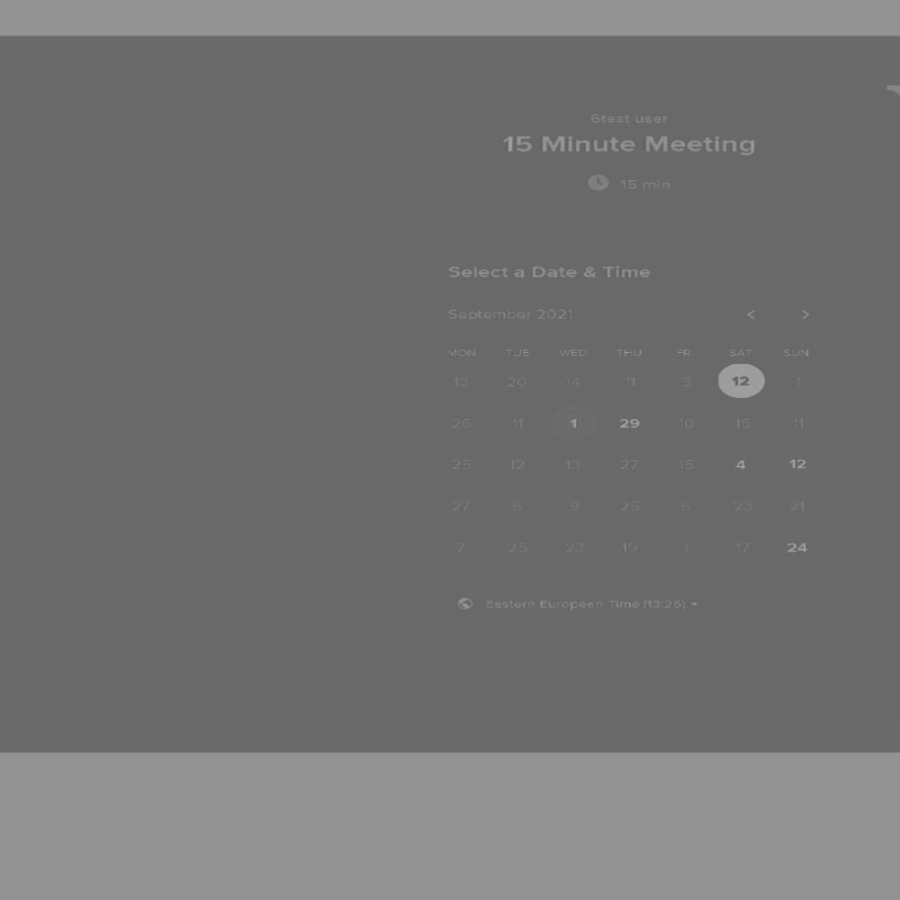 6test user
15 Minute Meeting
15 min
Select a Date & Time
September 2021
MON TUE WED THU FR SAT SUN
13 20 14 11 3 12 1
26 11 1 29 10 15 11
25 12 13 27 15 4 12
27 6 9 25 6 23 21
7 25 23 19 1 17 24
Eastern European Time (13:26)